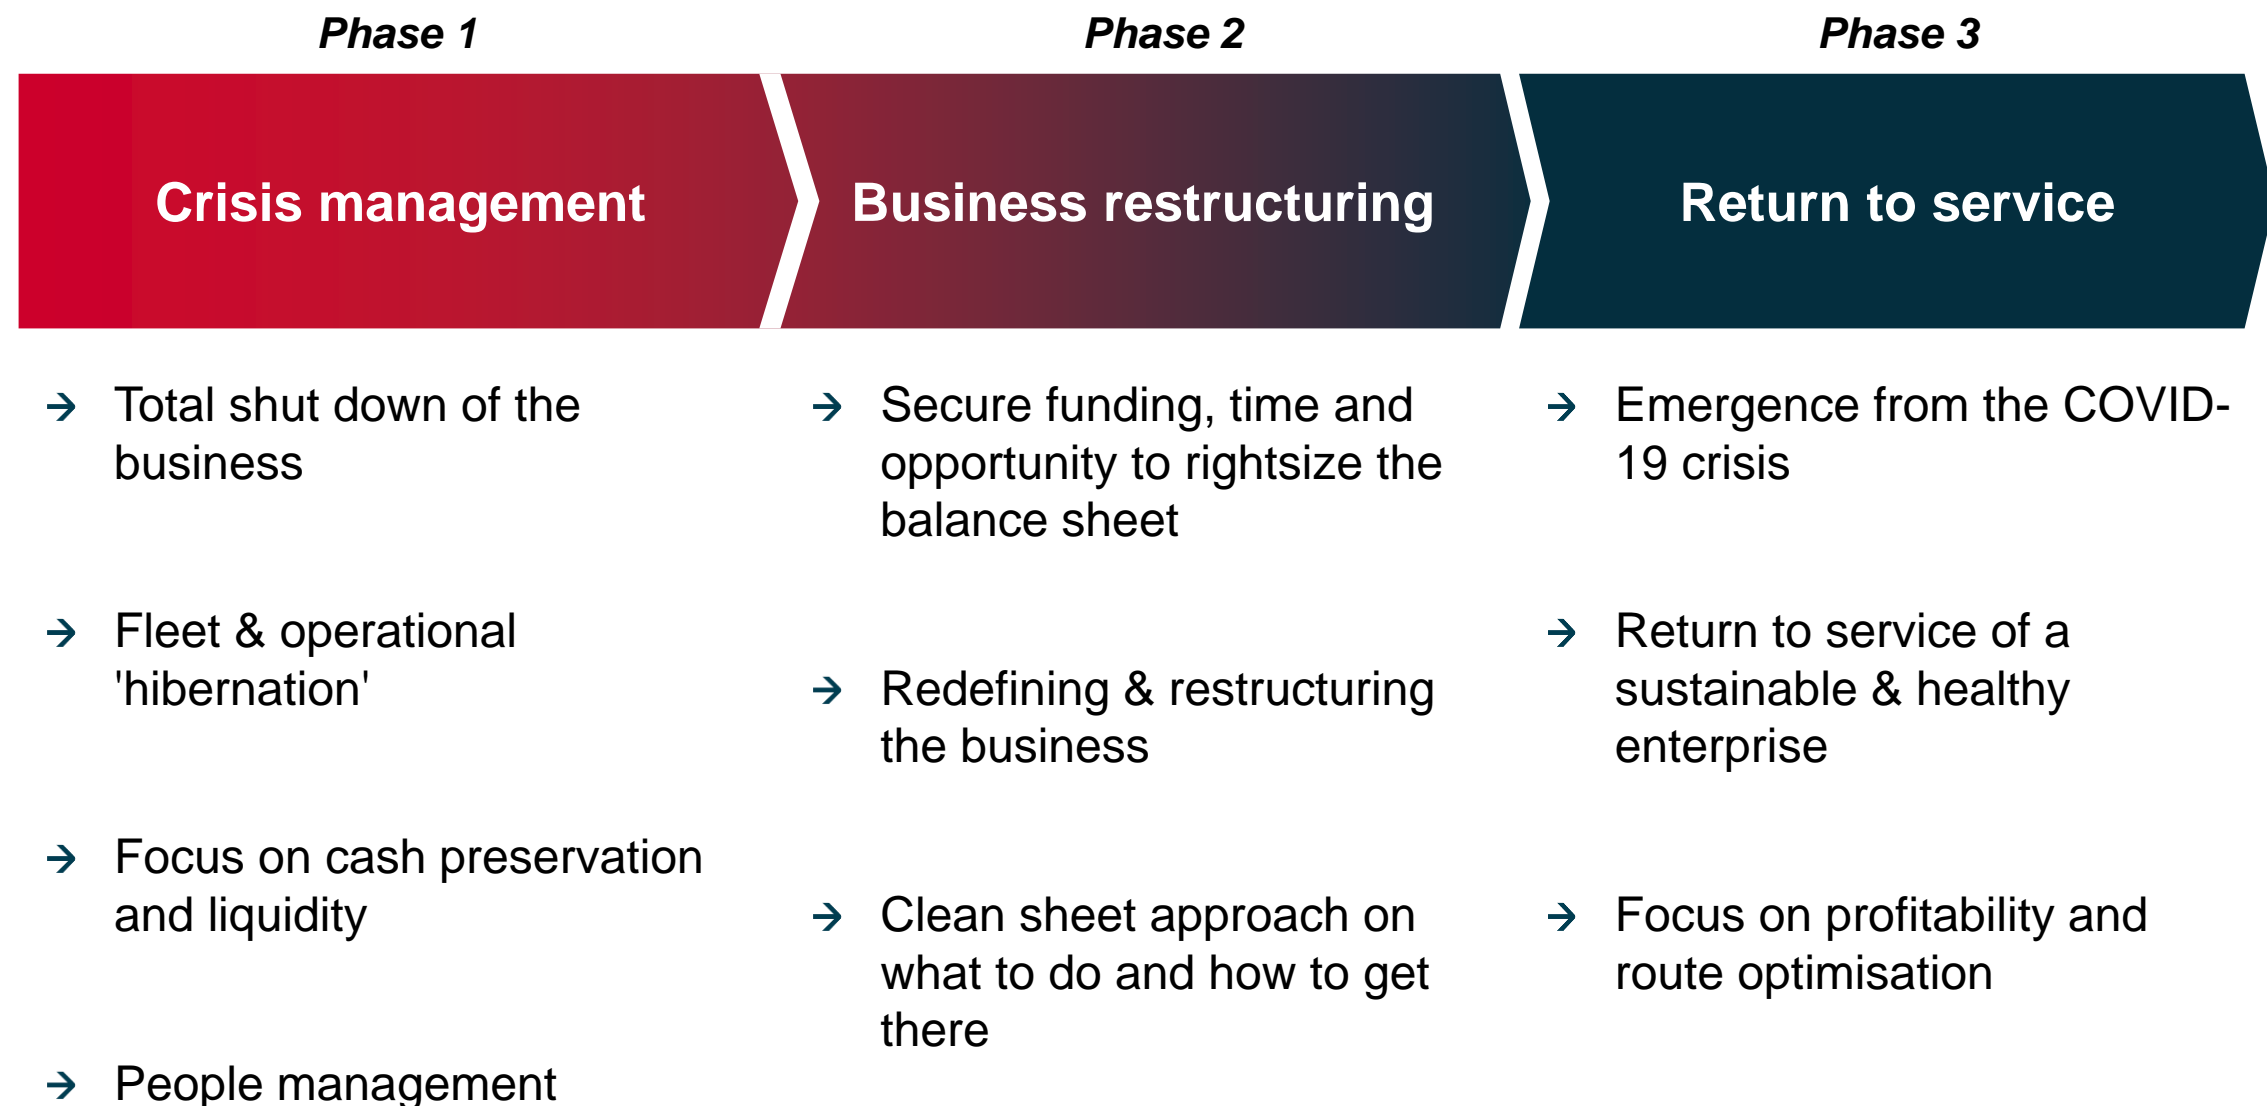 Phase 1
Phase 2
Phase 3
Crisis management
Business restructuring
Return to service
→ Total shut down of the
business
→ Fleet & operational
'hibernation'
→ Focus on cash preservation
and liquidity
→ People management
→ Secure funding, time and
opportunity to rightsize the
balance sheet
→ Redefining & restructuring
the business
→ Clean sheet approach on
what to do and how to get
there
→ Emergence from the COVID-
19 crisis
→ Return to service of a
sustainable & healthy
enterprise
→ Focus on profitability and
route optimisation